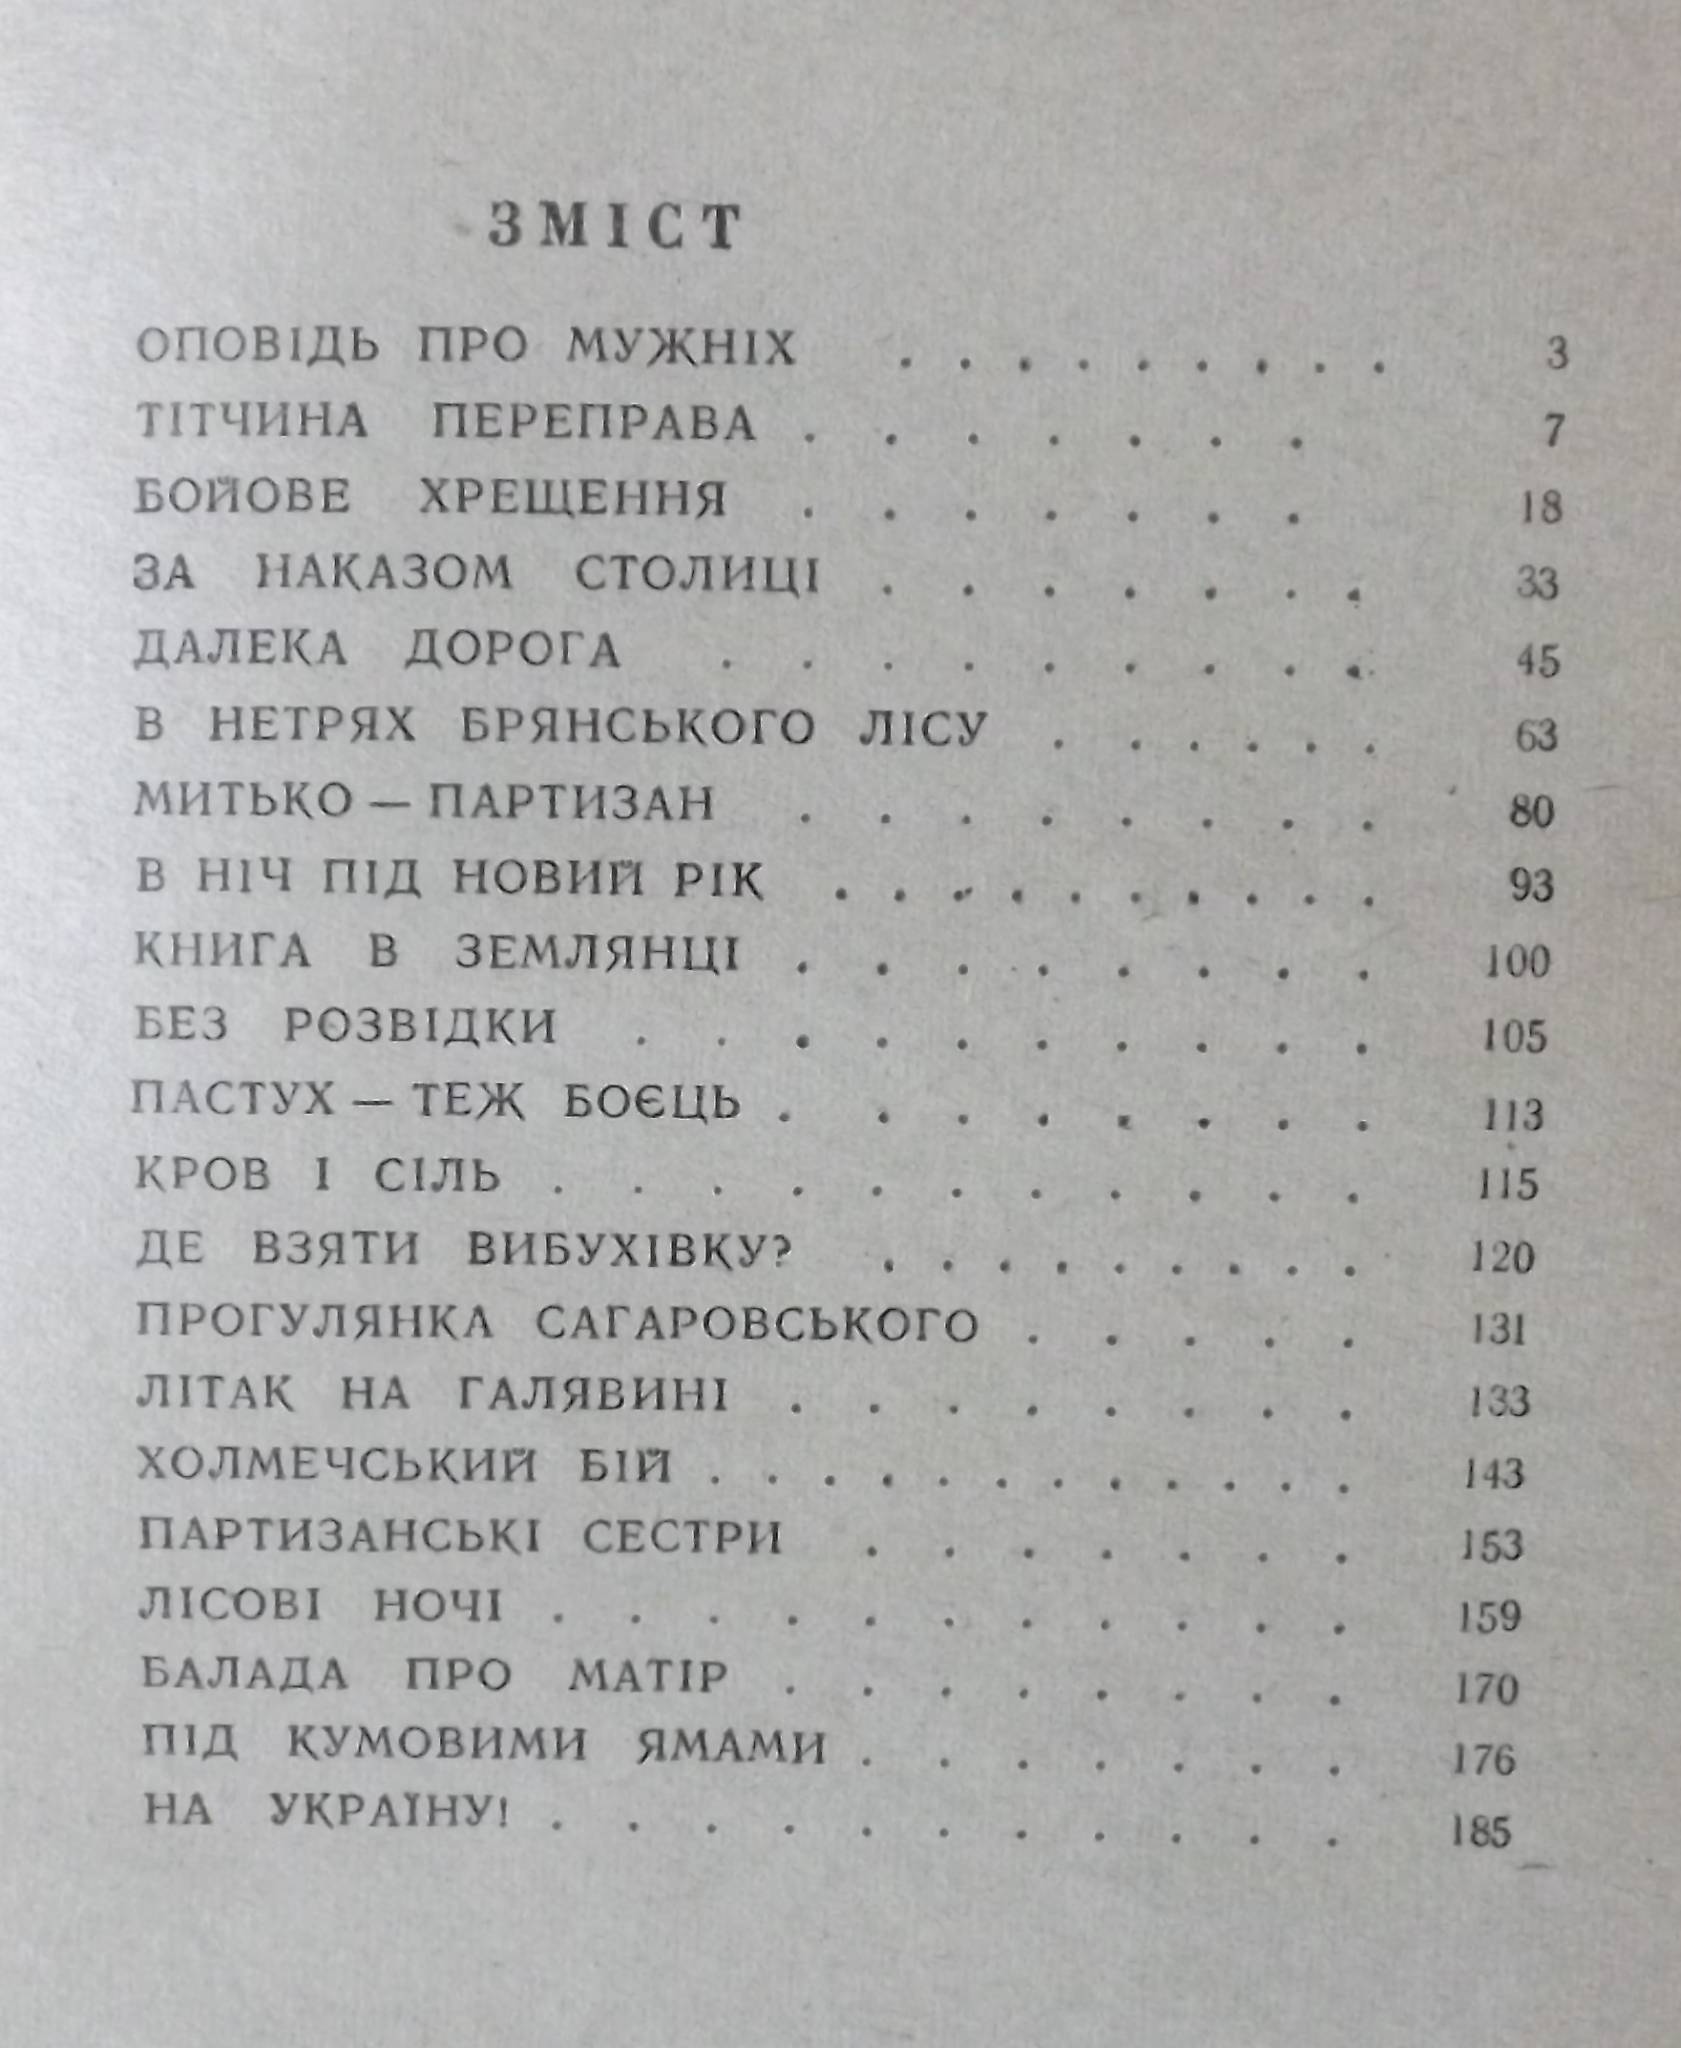 ЗМІСТ
ОПОВІДЬ ПРО МУЖНІХ . . . . . . . . . 3
ТІТЧИНА ПЕРЕПРАВА . . . . . . . 7
БОЙОВЕ ХРЕЩЕННЯ . . . . . . . 18
ЗА НАКАЗОМ СТОЛИЦІ . . . . . . . 33
ДАЛЕКА ДОРОГА . . . . . . . . . 45
В НЕТРЯХ БРЯНСЬКОГО ЛІСУ . . . . . . 63
МИТЬКО — ПАРТИЗАН . . . . . . . . 80
В НІЧ ПІД НОВИЙ РІК . . . . . . . . . . 93
КНИГА В ЗЕМЛЯНЦІ . . . . . . . . 100
БЕЗ РОЗВІДКИ . . . . . . . . . . 105
ПАСТУХ — ТЕЖ БОЄЦЬ . . . . . . . . 113
КРОВ І СІЛЬ . . . . . . . . . . . 115
ДЕ ВЗЯТИ ВИБУХІВКУ? . . . . . . . . . 120
ПРОГУЛЯНКА САГАРОВСЬКОГО . . . . . 131
ЛІТАК НА ГАЛЯВИНІ . . . . . . . . 133
ХОЛМЕЧСЬКИЙ БІЙ . . . . . . . . . . . . 143
ПАРТИЗАНСЬКІ СЕСТРИ . . . . . . . 153
ЛІСОВІ НОЧІ . . . . . . . . . . . 159
БАЛАДА ПРО МАТІР . . . . . . . . 170
ПІД КУМОВИМИ ЯМАМИ . . . . . . . 176
НА УКРАЇНУ! . . . . . . . . . . . 185